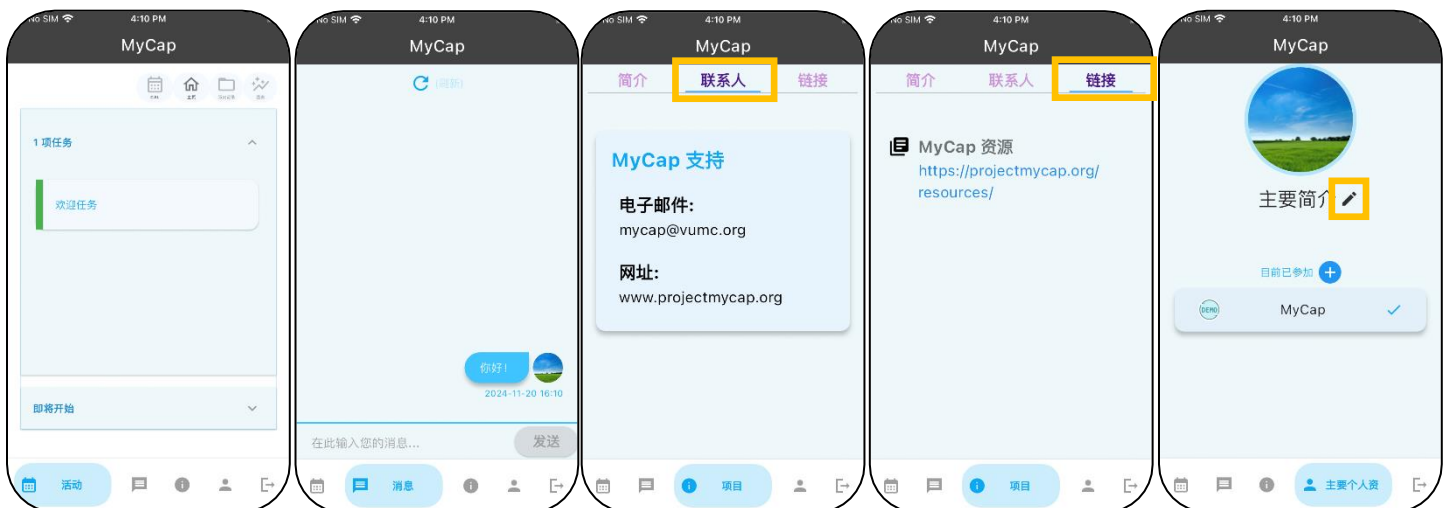 No SIM 4:10 PM
MyCap
主页
1 项任务
欢迎任务
即将开始
活动
No SIM 4:10 PM
MyCap
(刷新)
你好！
2024-11-20 16:10
在此输入您的消息...
发送
消息
No SIM 4:10 PM
MyCap
简介 联系人 链接
MyCap 支持
电子邮件:
mycap@vumc.org
网址:
www.projectmycap.org
项目
No SIM 4:10 PM
MyCap
简介 联系人 链接
MyCap 资源
https://projectmycap.org/
resources/
项目
No SIM 4:10 PM
MyCap
主要简介
目前已参加
DEMO MyCap
主要个人资